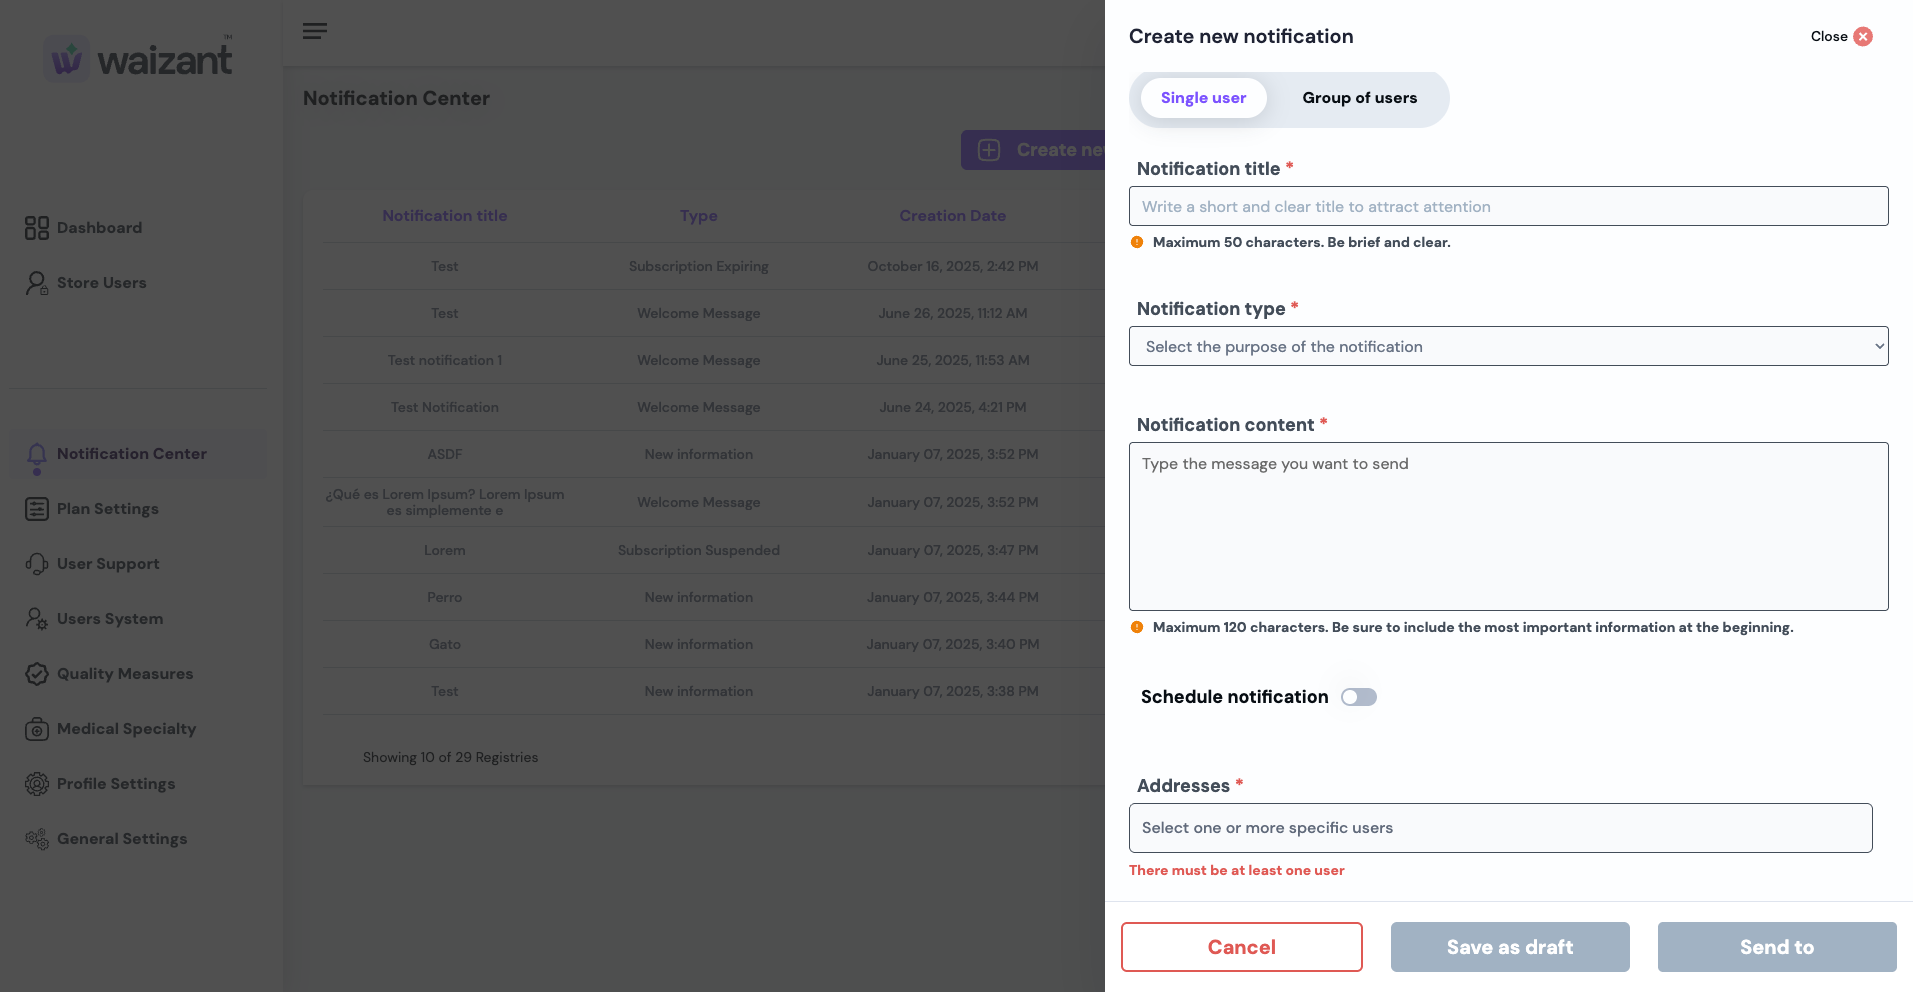 waizant™
Dashboard
Store Users
Notification Center
Plan Settings
User Support
Users System
Quality Measures
Medical Specialty
Profile Settings
General Settings
Notification Center
Create ne
Notification title Type Creation Date
Test Subscription Expiring October 16, 2025, 2:42 PM
Test Welcome Message June 26, 2025, 11:12 AM
Test notification 1 Welcome Message June 25, 2025, 11:53 AM
Test Notification Welcome Message June 24, 2025, 4:21 PM
ASDF New information January 07, 2025, 3:52 PM
¿Qué es Lorem Ipsum? Lorem Ipsum
es simplemente e Welcome Message January 07, 2025, 3:52 PM
Lorem Subscription Suspended January 07, 2025, 3:47 PM
Perro New information January 07, 2025, 3:44 PM
Gato New information January 07, 2025, 3:40 PM
Test New information January 07, 2025, 3:38 PM
Showing 10 of 29 Registries
Create new notification Close
Single user Group of users
Notification title *
Write a short and clear title to attract attention
Maximum 50 characters. Be brief and clear.
Notification type *
Select the purpose of the notification
Notification content *
Type the message you want to send
Maximum 120 characters. Be sure to include the most important information at the beginning.
Schedule notification
Addresses *
Select one or more specific users
There must be at least one user
Cancel Save as draft Send to